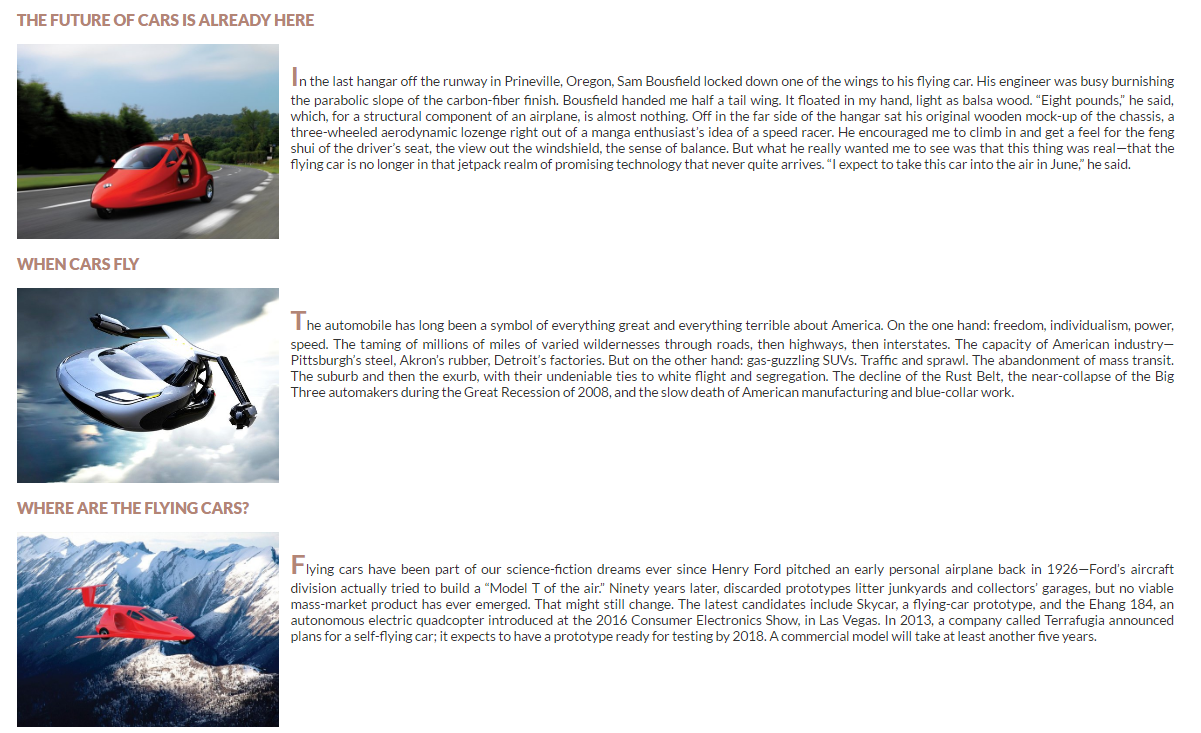 THE FUTURE OF CARS IS ALREADY HERE
In the last hangar off the runway in Prineville, Oregon, Sam Bousfield locked down one of the wings to his flying car. His engineer was busy burnishing
the parabolic slope of the carbon-fiber finish. Bousfield handed me half a tail wing. It floated in my hand, light as balsa wood. “Eight pounds,” he said,
which, for a structural component of an airplane, is almost nothing. Off in the far side of the hangar sat his original wooden mock-up of the chassis, a
three-wheeled aerodynamic lozenge right out of a manga enthusiast’s idea of a speed racer. He encouraged me to climb in and get a feel for the feng
shui of the driver’s seat, the view out the windshield, the sense of balance. But what he really wanted me to see was that this thing was real—that the
flying car is no longer in that jetpack realm of promising technology that never quite arrives. “I expect to take this car into the air in June,” he said.
WHEN CARS FLY
The automobile has long been a symbol of everything great and everything terrible about America. On the one hand: freedom, individualism, power,
speed. The taming of millions of miles of varied wildernesses through roads, then highways, then interstates. The capacity of American industry—
Pittsburgh’s steel, Akron’s rubber, Detroit’s factories. But on the other hand: gas-guzzling SUVs. Traffic and sprawl. The abandonment of mass transit.
The suburb and then the exurb, with their undeniable ties to white flight and segregation. The decline of the Rust Belt, the near-collapse of the Big
Three automakers during the Great Recession of 2008, and the slow death of American manufacturing and blue-collar work.
WHERE ARE THE FLYING CARS?
Flying cars have been part of our science-fiction dreams ever since Henry Ford pitched an early personal airplane back in 1926—Ford’s aircraft
division actually tried to build a “Model T of the air.” Ninety years later, discarded prototypes litter junkyards and collectors’ garages, but no viable
mass-market product has ever emerged. That might still change. The latest candidates include Skycar, a flying-car prototype, and the Ehang 184, an
autonomous electric quadcopter introduced at the 2016 Consumer Electronics Show, in Las Vegas. In 2013, a company called Terrafugia announced
plans for a self-flying car; it expects to have a prototype ready for testing by 2018. A commercial model will take at least another five years.